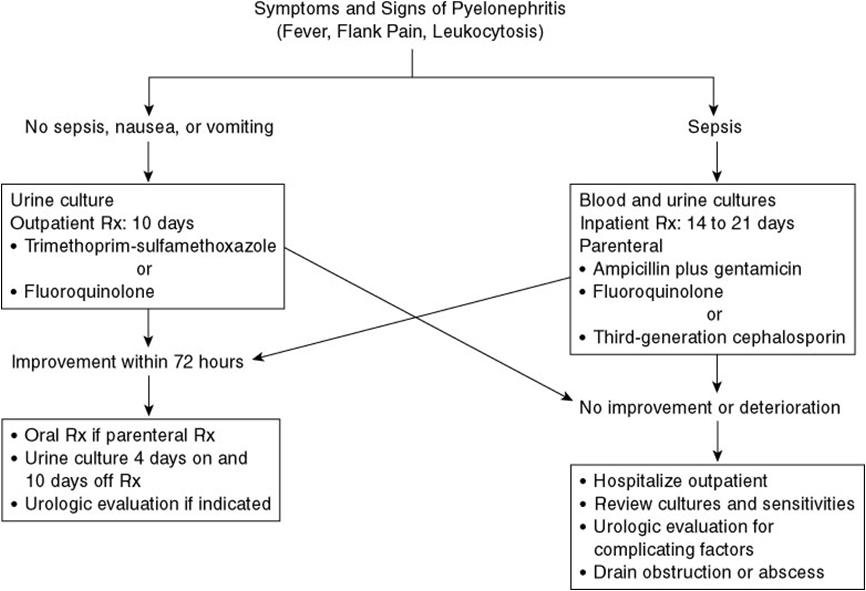 Symptoms and Signs of Pyelonephritis
(Fever, Flank Pain, Leukocytosis)
No sepsis, nausea, or vomiting
Urine culture
Outpatient Rx: 10 days
• Trimethoprim-sulfamethoxazole
or
• Fluoroquinolone
Improvement within 72 hours
• Oral Rx if parenteral Rx
• Urine culture 4 days on and
10 days off Rx
• Urologic evaluation if indicated
Sepsis
Blood and urine cultures
Inpatient Rx: 14 to 21 days
Parenteral
• Ampicillin plus gentamicin
• Fluoroquinolone
or
• Third-generation cephalosporin
No improvement or deterioration
• Hospitalize outpatient
• Review cultures and sensitivities
• Urologic evaluation for
complicating factors
• Drain obstruction or abscess